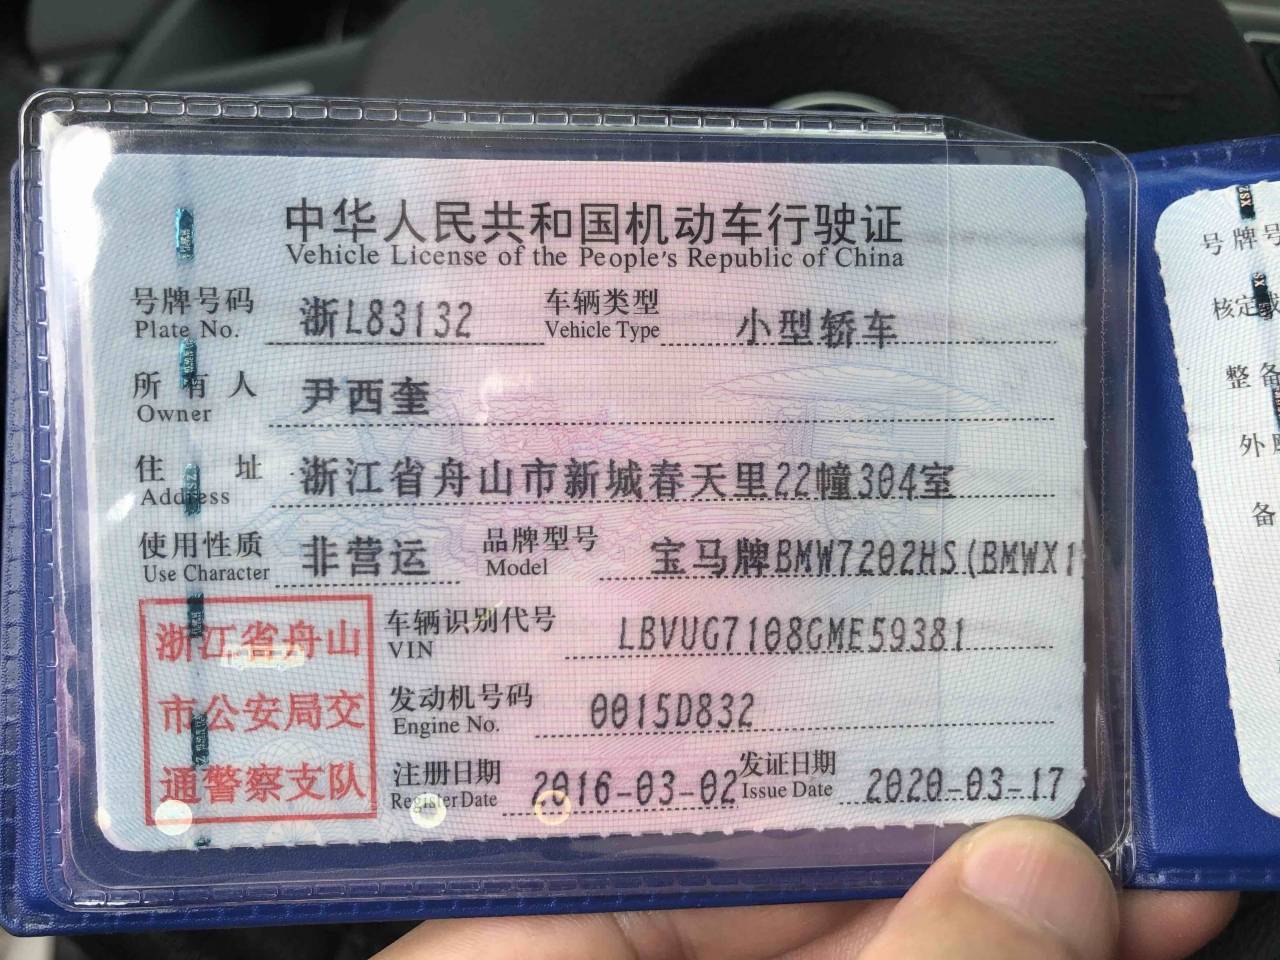 中华人民共和国机动车行驶证
Vehicle License of the People's Republic of China
号牌号码 浙L83132 车辆类型 小型轿车
Plate No. Vehicle Type
所有人 尹西奎
Owner
住址 浙江省舟山市新城春天里22幢304室
Address
使用性质 非营运 品牌型号 宝马牌BMW7202HS(BMWX1
Use Character Model
浙江省舟山
市公安局交
通警察支队
车辆识别代号 LBVUG7108GME59381
VIN
发动机号码 0015D832
Engine No.
注册日期 2016-03-02 发证日期 2020-03-17
Register Date Issue Date
号牌号
核定载
整备
外廓
备